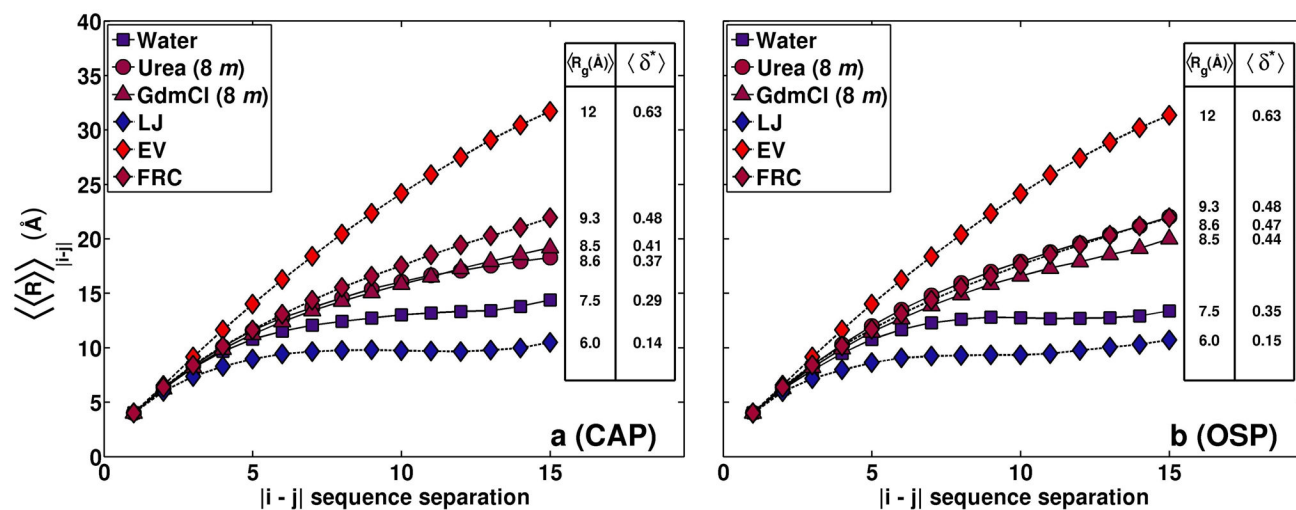 ⟨⟨R⟩⟩|i-j| (Å)
40
35
30
25
20
15
10
5
0
Water
Urea (8 m)
GdmCl (8 m)
LJ
EV
FRC
⟨Rg(Å)⟩ ⟨δ*⟩
12 0.63
9.3 0.48
8.5 0.41
8.6 0.37
7.5 0.29
6.0 0.14
a (CAP)
0 5 10 15
|i - j| sequence separation
Water
Urea (8 m)
GdmCl (8 m)
LJ
EV
FRC
⟨Rg(Å)⟩ ⟨δ*⟩
12 0.63
9.3 0.48
8.6 0.47
8.5 0.44
7.5 0.35
6.0 0.15
b (OSP)
0 5 10 15
|i - j| sequence separation